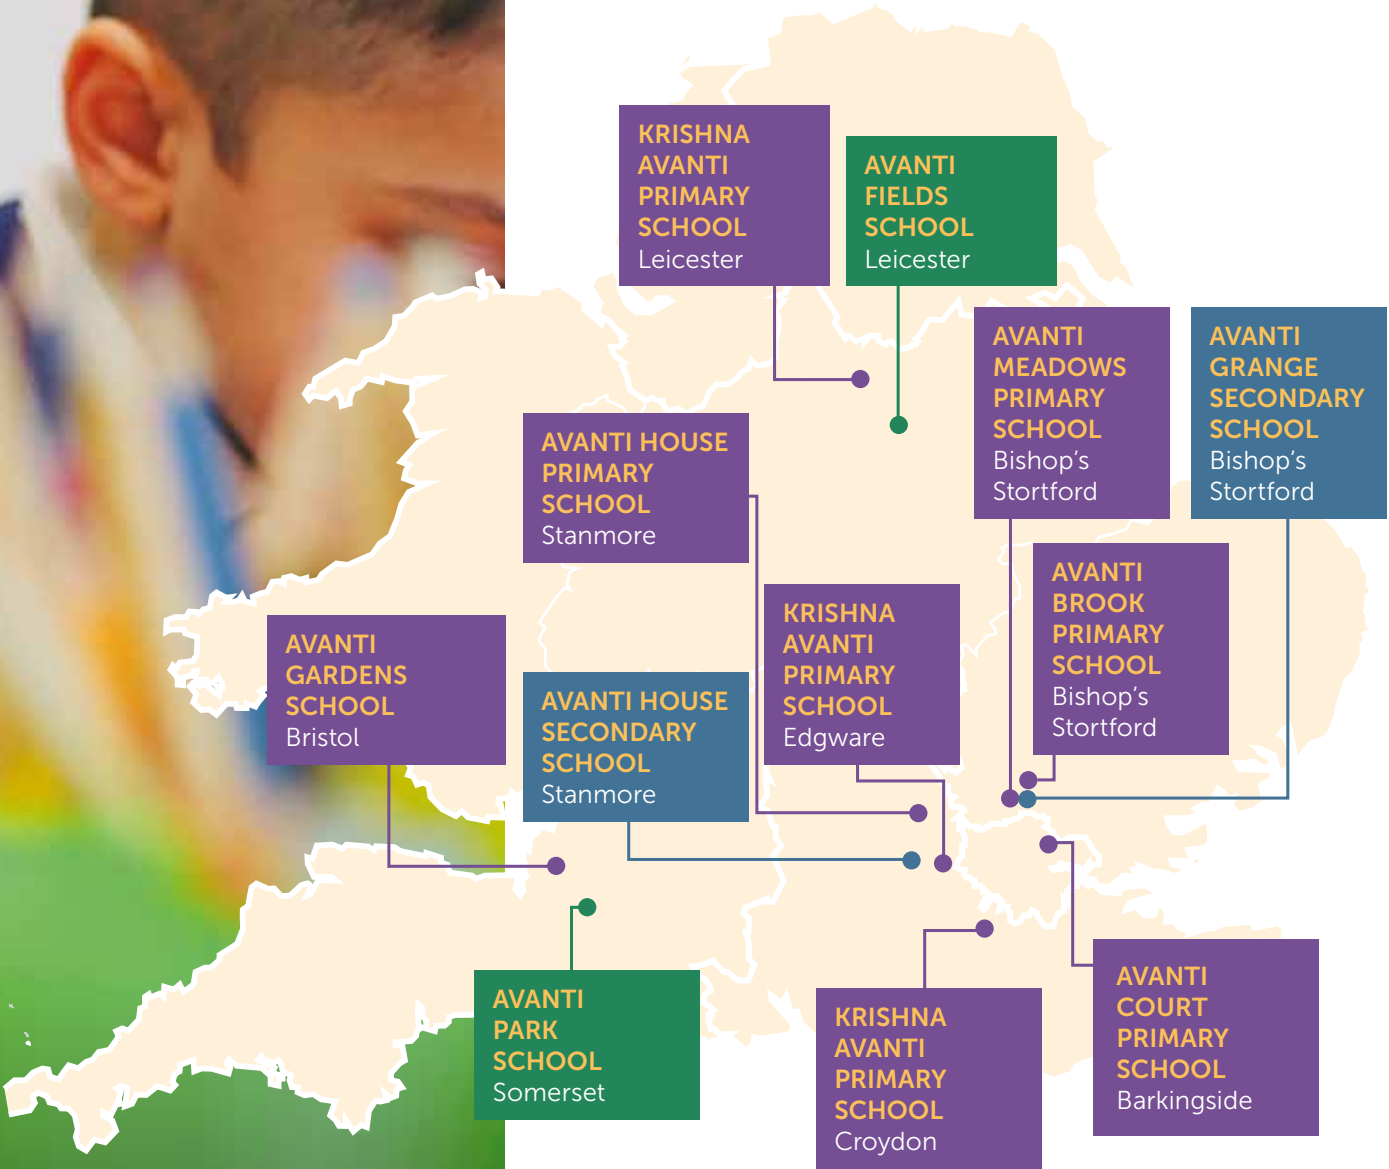 KRISHNA
AVANTI
PRIMARY
SCHOOL
Leicester
AVANTI
FIELDS
SCHOOL
Leicester
AVANTI
MEADOWS
PRIMARY
SCHOOL
Bishop's
Stortford
AVANTI
GRANGE
SECONDARY
SCHOOL
Bishop's
Stortford
AVANTI HOUSE
PRIMARY
SCHOOL
Stanmore
AVANTI
BROOK
PRIMARY
SCHOOL
Bishop's
Stortford
KRISHNA
AVANTI
PRIMARY
SCHOOL
Edgware
AVANTI
GARDENS
SCHOOL
Bristol
AVANTI HOUSE
SECONDARY
SCHOOL
Stanmore
AVANTI
PARK
SCHOOL
Somerset
KRISHNA
AVANTI
PRIMARY
SCHOOL
Croydon
AVANTI
COURT
PRIMARY
SCHOOL
Barkingside